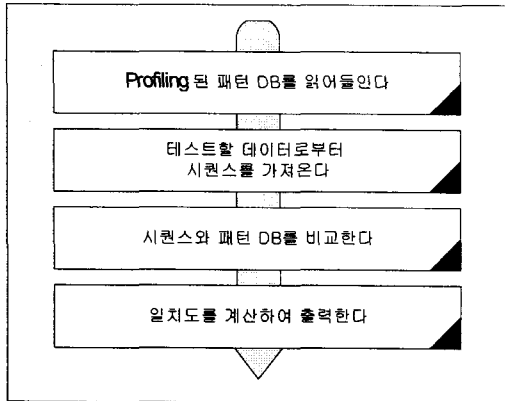 Profiling 된 패턴 DB를 읽어들인다
테스트할 데이터로부터
시퀀스를 가져온다
시퀀스와 패턴 DB를 비교한다
일치도를 계산하여 출력한다